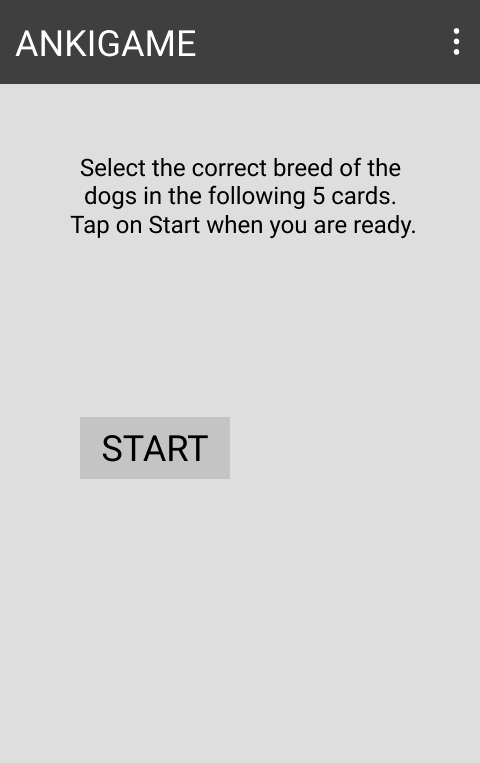 ANKIGAME
Select the correct breed of the
dogs in the following 5 cards.
Tap on Start when you are ready.
START